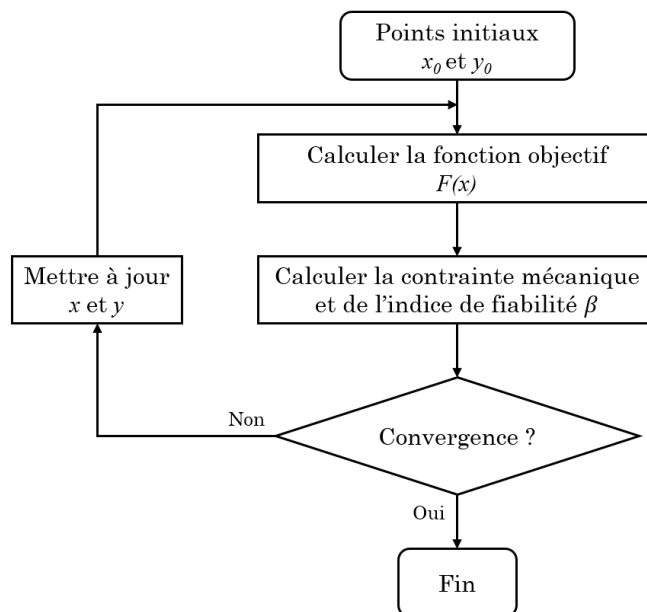 Points initiaux
x₀ et y₀
Calculer la fonction objectif
F(x)
Mettre à jour
x et y
Calculer la contrainte mécanique
et de l'indice de fiabilité β
Non
Convergence ?
Oui
Fin